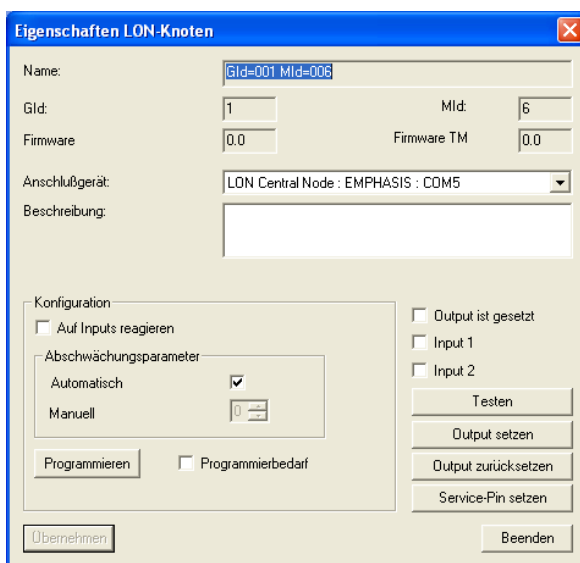 Eigenschaften LON-Knoten
Name: GId=001 MId=006
GId: 1 MId: 6
Firmware 0.0 Firmware TM 0.0
Anschlußgerät: LON Central Node : EMPHASIS : COM5
Beschreibung:
Konfiguration
Auf Inputs reagieren
Abschwächungsparameter
Automatisch
Manuell 0
Programmieren Programmierbedarf
Output ist gesetzt
Input 1
Input 2
Testen
Output setzen
Output zurücksetzen
Service-Pin setzen
Übernehmen Beenden